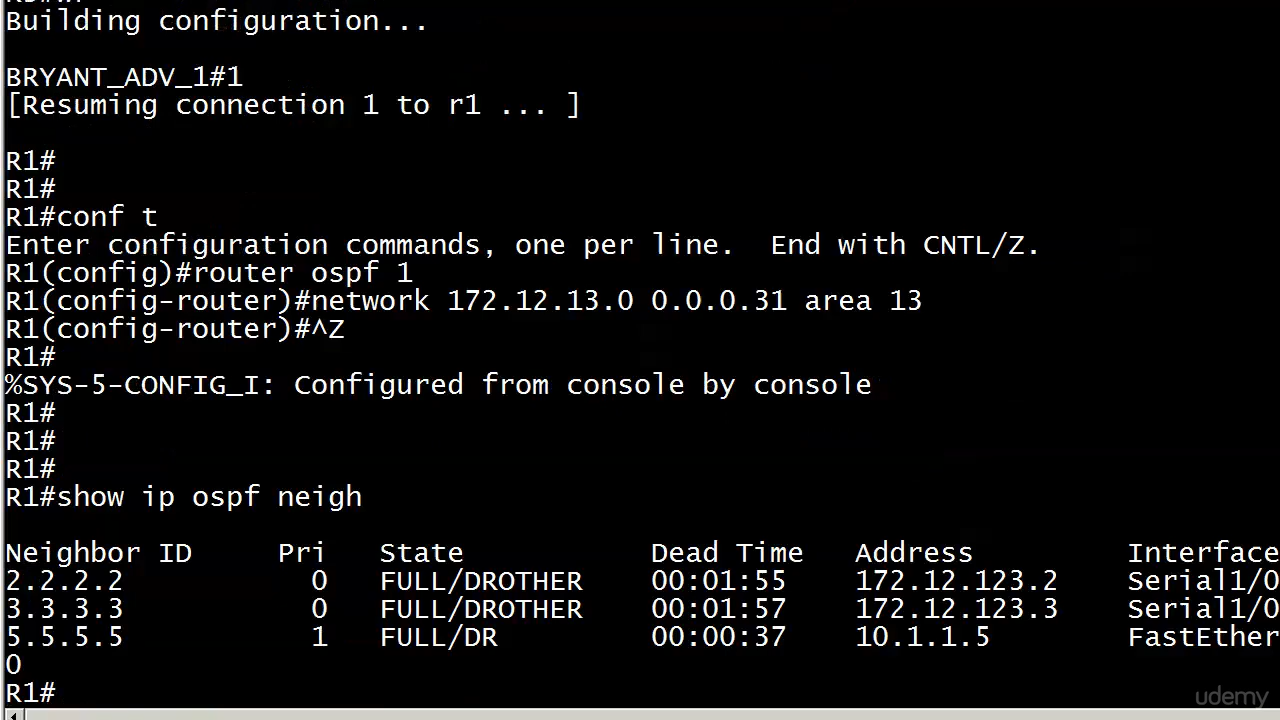 Building configuration...
BRYANT_ADV_1#1
[Resuming connection 1 to r1 ... ]
R1#
R1#
R1#conf t
Enter configuration commands, one per line.  End with CNTL/Z.
R1(config)#router ospf 1
R1(config-router)#network 172.12.13.0 0.0.0.31 area 13
R1(config-router)#^Z
R1#
%SYS-5-CONFIG_I: Configured from console by console
R1#
R1#
R1#
R1#show ip ospf neigh
Neighbor ID     Pri   State           Dead Time   Address         Interface
2.2.2.2           0   FULL/DROTHER    00:01:55    172.12.123.2    Serial1/0
3.3.3.3           0   FULL/DROTHER    00:01:57    172.12.123.3    Serial1/0
5.5.5.5           1   FULL/DR         00:00:37    10.1.1.5        FastEther
0
R1#
udemy